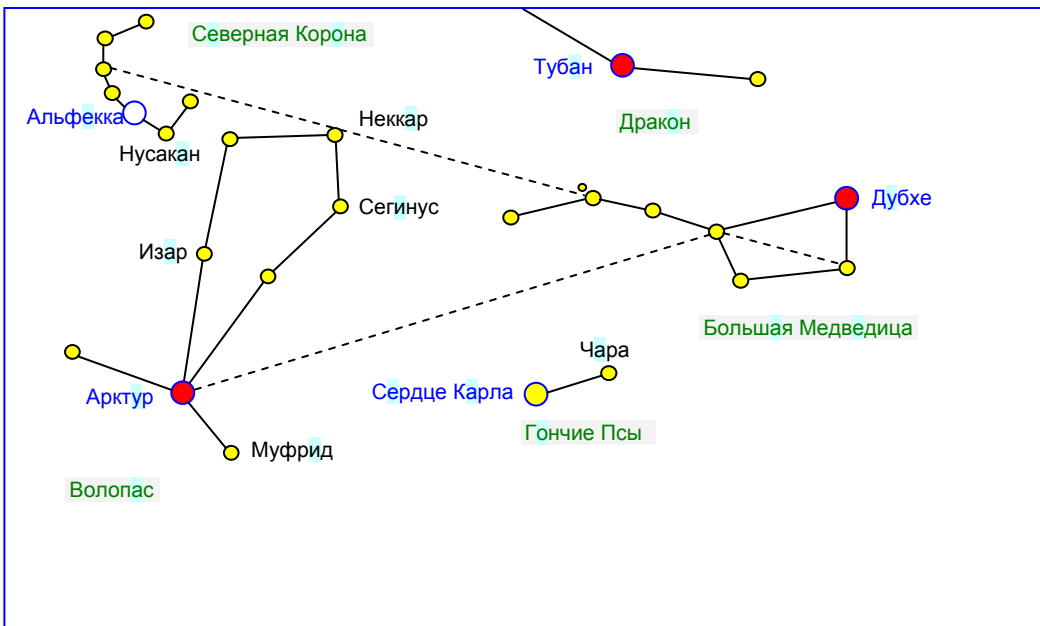 Северная Корона
Тубан
Альфекка
Неккар
Дракон
Нусакан
Дубхе
Сегинус
Изар
Большая Медведица
Чара
Арктур
Сердце Карла
Гончие Псы
Муфрид
Волопас